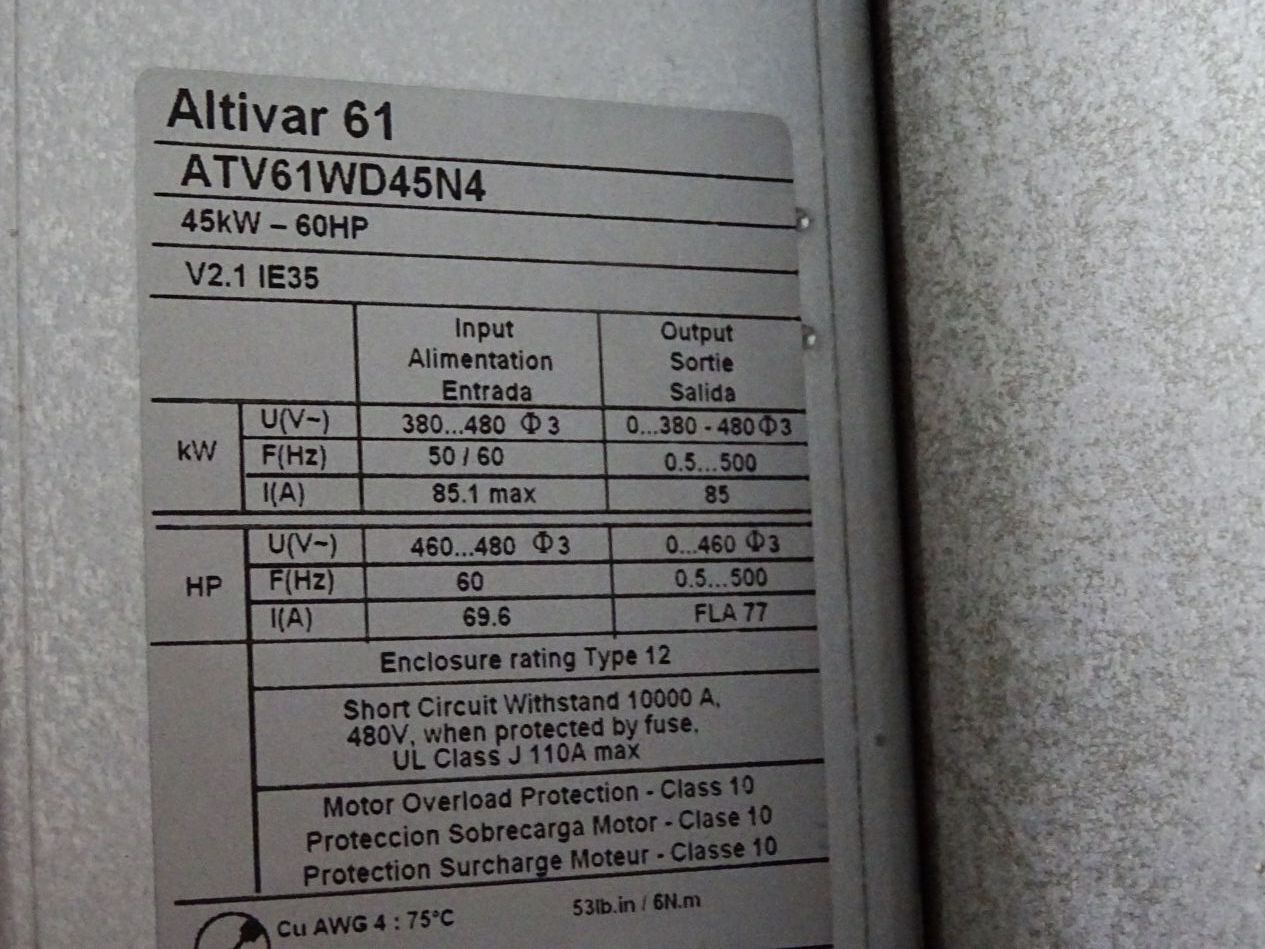 Altivar 61
ATV61WD45N4
45kW – 60HP
V2.1 IE35
Input Output
Alimentation Sortie
Entrada Salida
kW
U(V~) 380...480 Φ 3 0...380 - 480Φ3
F(Hz) 50 / 60 0.5...500
I(A) 85.1 max 85
HP
U(V~) 460...480 Φ3 0...460 Φ3
F(Hz) 60 0.5...500
I(A) 69.6 FLA 77
Enclosure rating Type 12
Short Circuit Withstand 10000 A,
480V, when protected by fuse,
UL Class J 110A max
Motor Overload Protection - Class 10
Proteccion Sobrecarga Motor - Clase 10
Protection Surcharge Moteur - Classe 10
Cu AWG 4 : 75°C 53lb.in / 6N.m